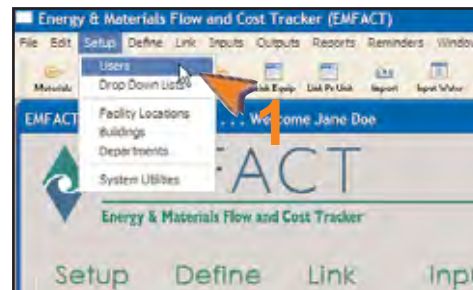 Energy & Materials Flow and Cost Tracker (EMFACT)
File Edit Setup Define Link Inputs Outputs Reports Reminders Window
Materials Link Equip Link Pr Unit Import Input Water
Users
Drop Down Lists
Facility Locations
Buildings
Departments
System Utilities
1
EMFACT . . . Welcome Jane Doe
FACT
Energy & Materials Flow and Cost Tracker
Setup Define Link Inpu